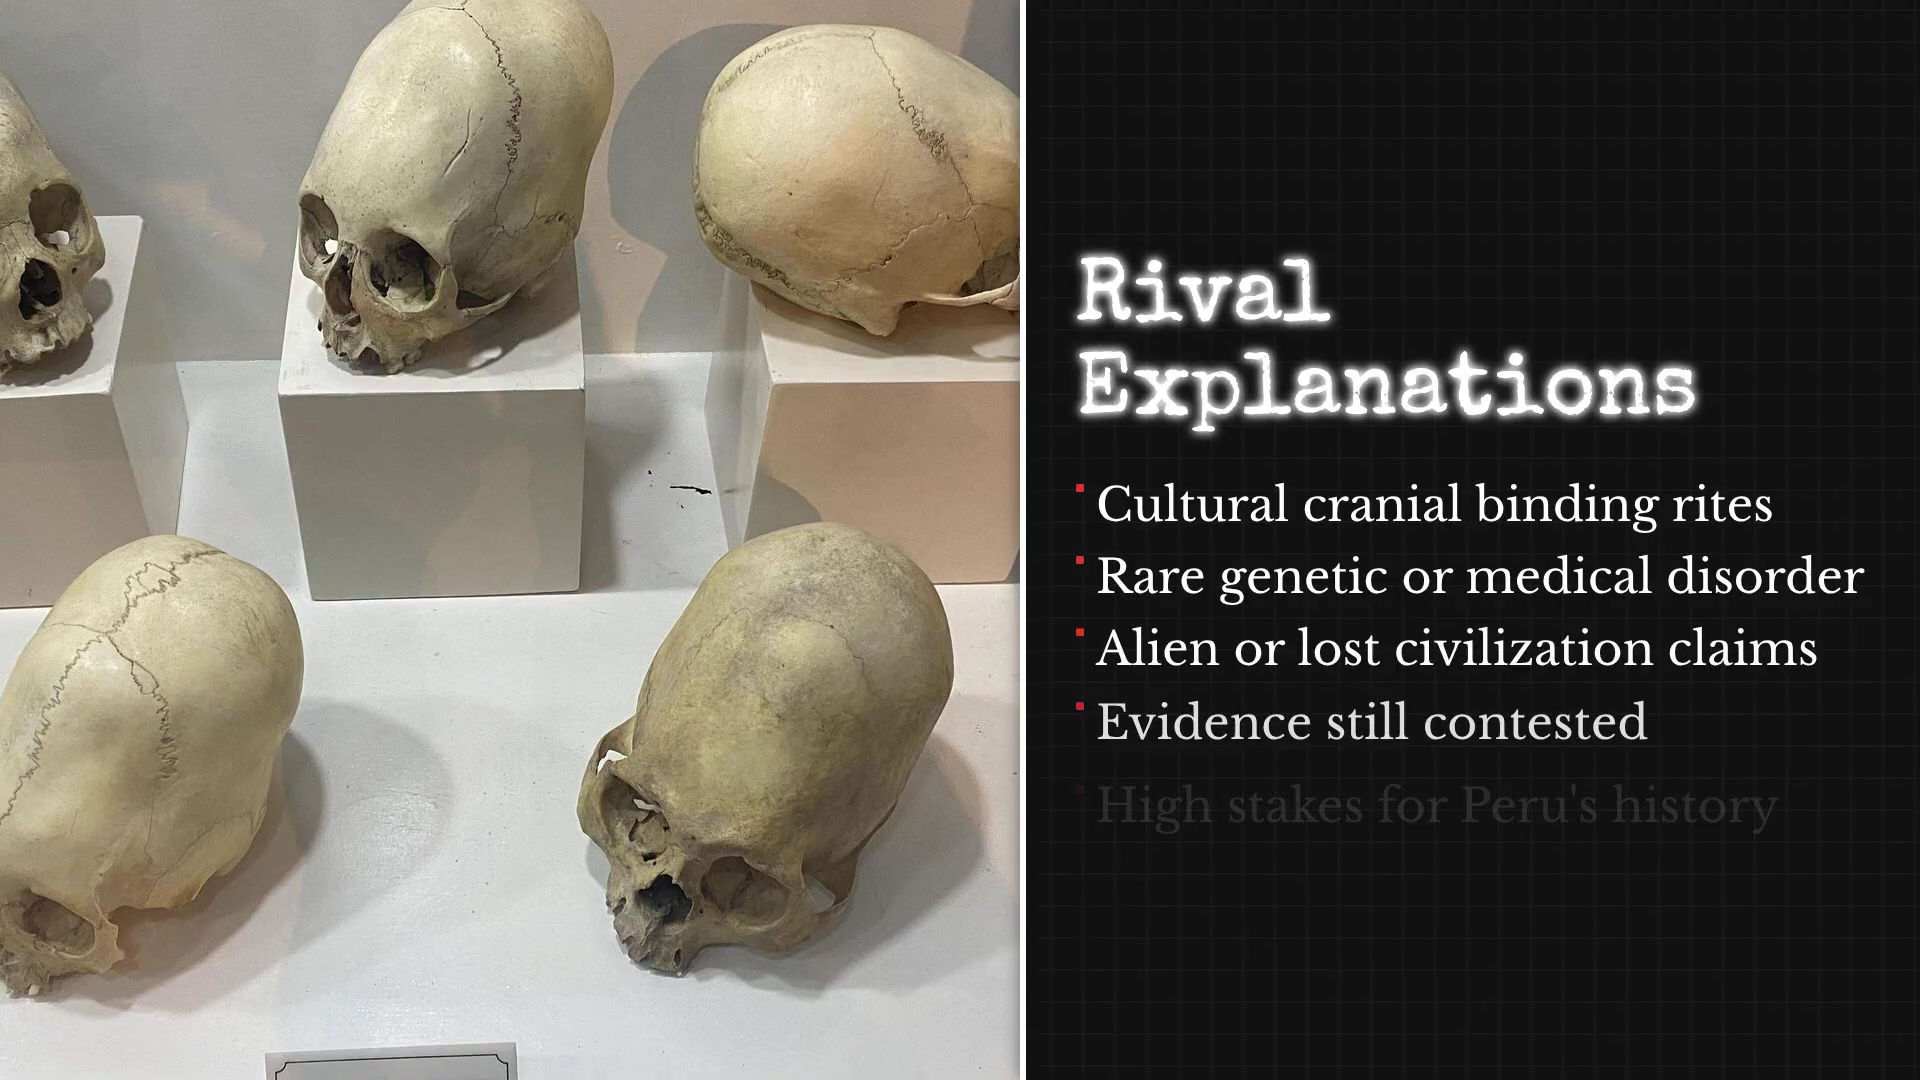 Rival
Explanations
Cultural cranial binding rites
Rare genetic or medical disorder
Alien or lost civilization claims
Evidence still contested
High stakes for Peru's history